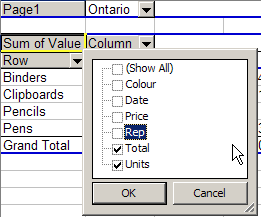 Page1 Ontario
Sum of Value Column
Row
Binders
Clipboards
Pencils
Pens
Grand Total
(Show All)
Colour
Date
Price
Rep
Total
Units
OK Cancel